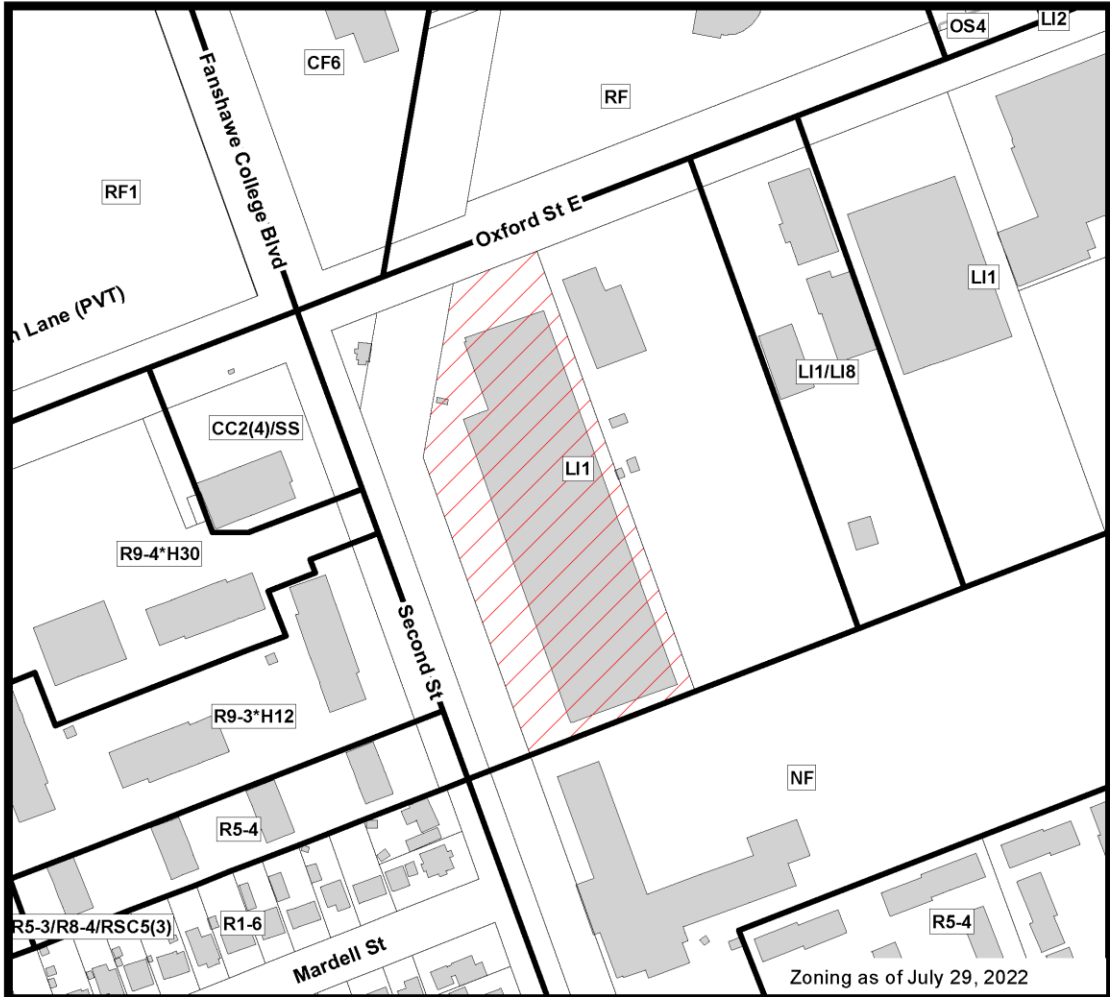 OS4
LI2
CF6
RF
Fanshawe College Blvd
RF1
Oxford St E
n Lane (PVT)
LI1
LI1/LI8
CC2(4)/SS
LI1
R9-4*H30
Second St
R9-3*H12
NF
R5-4
R5-3/R8-4/RSC5(3)
R1-6
R5-4
Mardell St
Zoning as of July 29, 2022